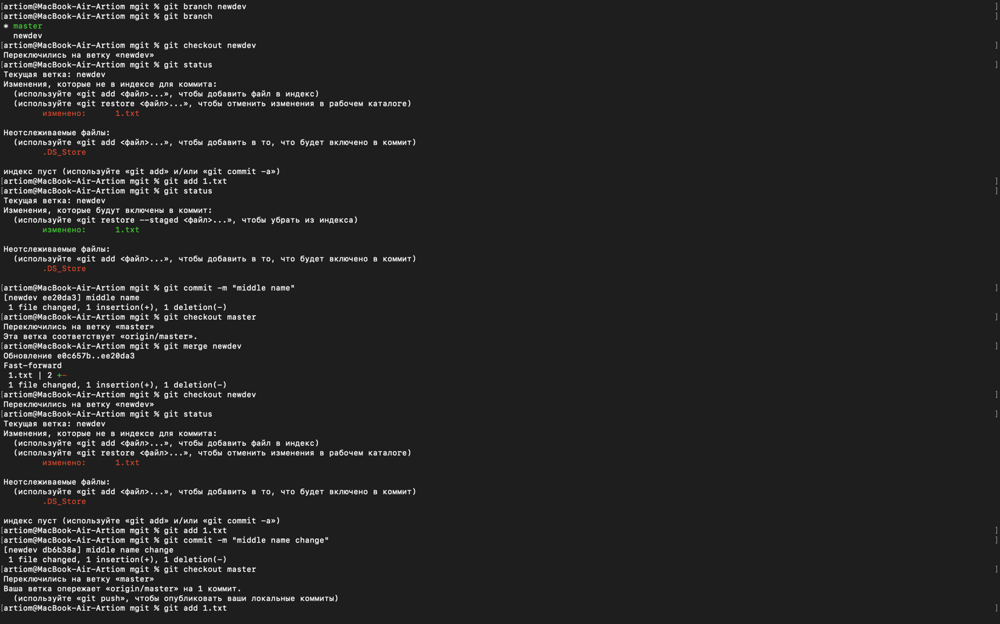 [artiom@MacBook-Air-Artiom mgit % git branch newdev ]
[artiom@MacBook-Air-Artiom mgit % git branch ]
* master
newdev
[artiom@MacBook-Air-Artiom mgit % git checkout newdev ]
Переключились на ветку «newdev»
[artiom@MacBook-Air-Artiom mgit % git status ]
Текущая ветка: newdev
Изменения, которые не в индексе для коммита:
(используйте «git add <файл>...», чтобы добавить файл в индекс)
(используйте «git restore <файл>...», чтобы отменить изменения в рабочем каталоге)
изменено:      1.txt
Неотслеживаемые файлы:
(используйте «git add <файл>...», чтобы добавить в то, что будет включено в коммит)
.DS_Store
индекс пуст (используйте «git add» и/или «git commit -a»)
[artiom@MacBook-Air-Artiom mgit % git add 1.txt ]
[artiom@MacBook-Air-Artiom mgit % git status ]
Текущая ветка: newdev
Изменения, которые будут включены в коммит:
(используйте «git restore --staged <файл>...», чтобы убрать из индекса)
изменено:      1.txt
Неотслеживаемые файлы:
(используйте «git add <файл>...», чтобы добавить в то, что будет включено в коммит)
.DS_Store
[artiom@MacBook-Air-Artiom mgit % git commit -m "middle name" ]
[newdev ee20da3] middle name
1 file changed, 1 insertion(+), 1 deletion(-)
[artiom@MacBook-Air-Artiom mgit % git checkout master ]
Переключились на ветку «master»
Эта ветка соответствует «origin/master».
[artiom@MacBook-Air-Artiom mgit % git merge newdev ]
Обновление e0c657b..ee20da3
Fast-forward
1.txt | 2 +-
1 file changed, 1 insertion(+), 1 deletion(-)
[artiom@MacBook-Air-Artiom mgit % git checkout newdev ]
Переключились на ветку «newdev»
[artiom@MacBook-Air-Artiom mgit % git status ]
Текущая ветка: newdev
Изменения, которые не в индексе для коммита:
(используйте «git add <файл>...», чтобы добавить файл в индекс)
(используйте «git restore <файл>...», чтобы отменить изменения в рабочем каталоге)
изменено:      1.txt
Неотслеживаемые файлы:
(используйте «git add <файл>...», чтобы добавить в то, что будет включено в коммит)
.DS_Store
индекс пуст (используйте «git add» и/или «git commit -a»)
[artiom@MacBook-Air-Artiom mgit % git add 1.txt ]
[artiom@MacBook-Air-Artiom mgit % git commit -m "middle name change" ]
[newdev db6b38a] middle name change
1 file changed, 1 insertion(+), 1 deletion(-)
[artiom@MacBook-Air-Artiom mgit % git checkout master ]
Переключились на ветку «master»
Ваша ветка опережает «origin/master» на 1 коммит.
(используйте «git push», чтобы опубликовать ваши локальные коммиты)
[artiom@MacBook-Air-Artiom mgit % git add 1.txt ]